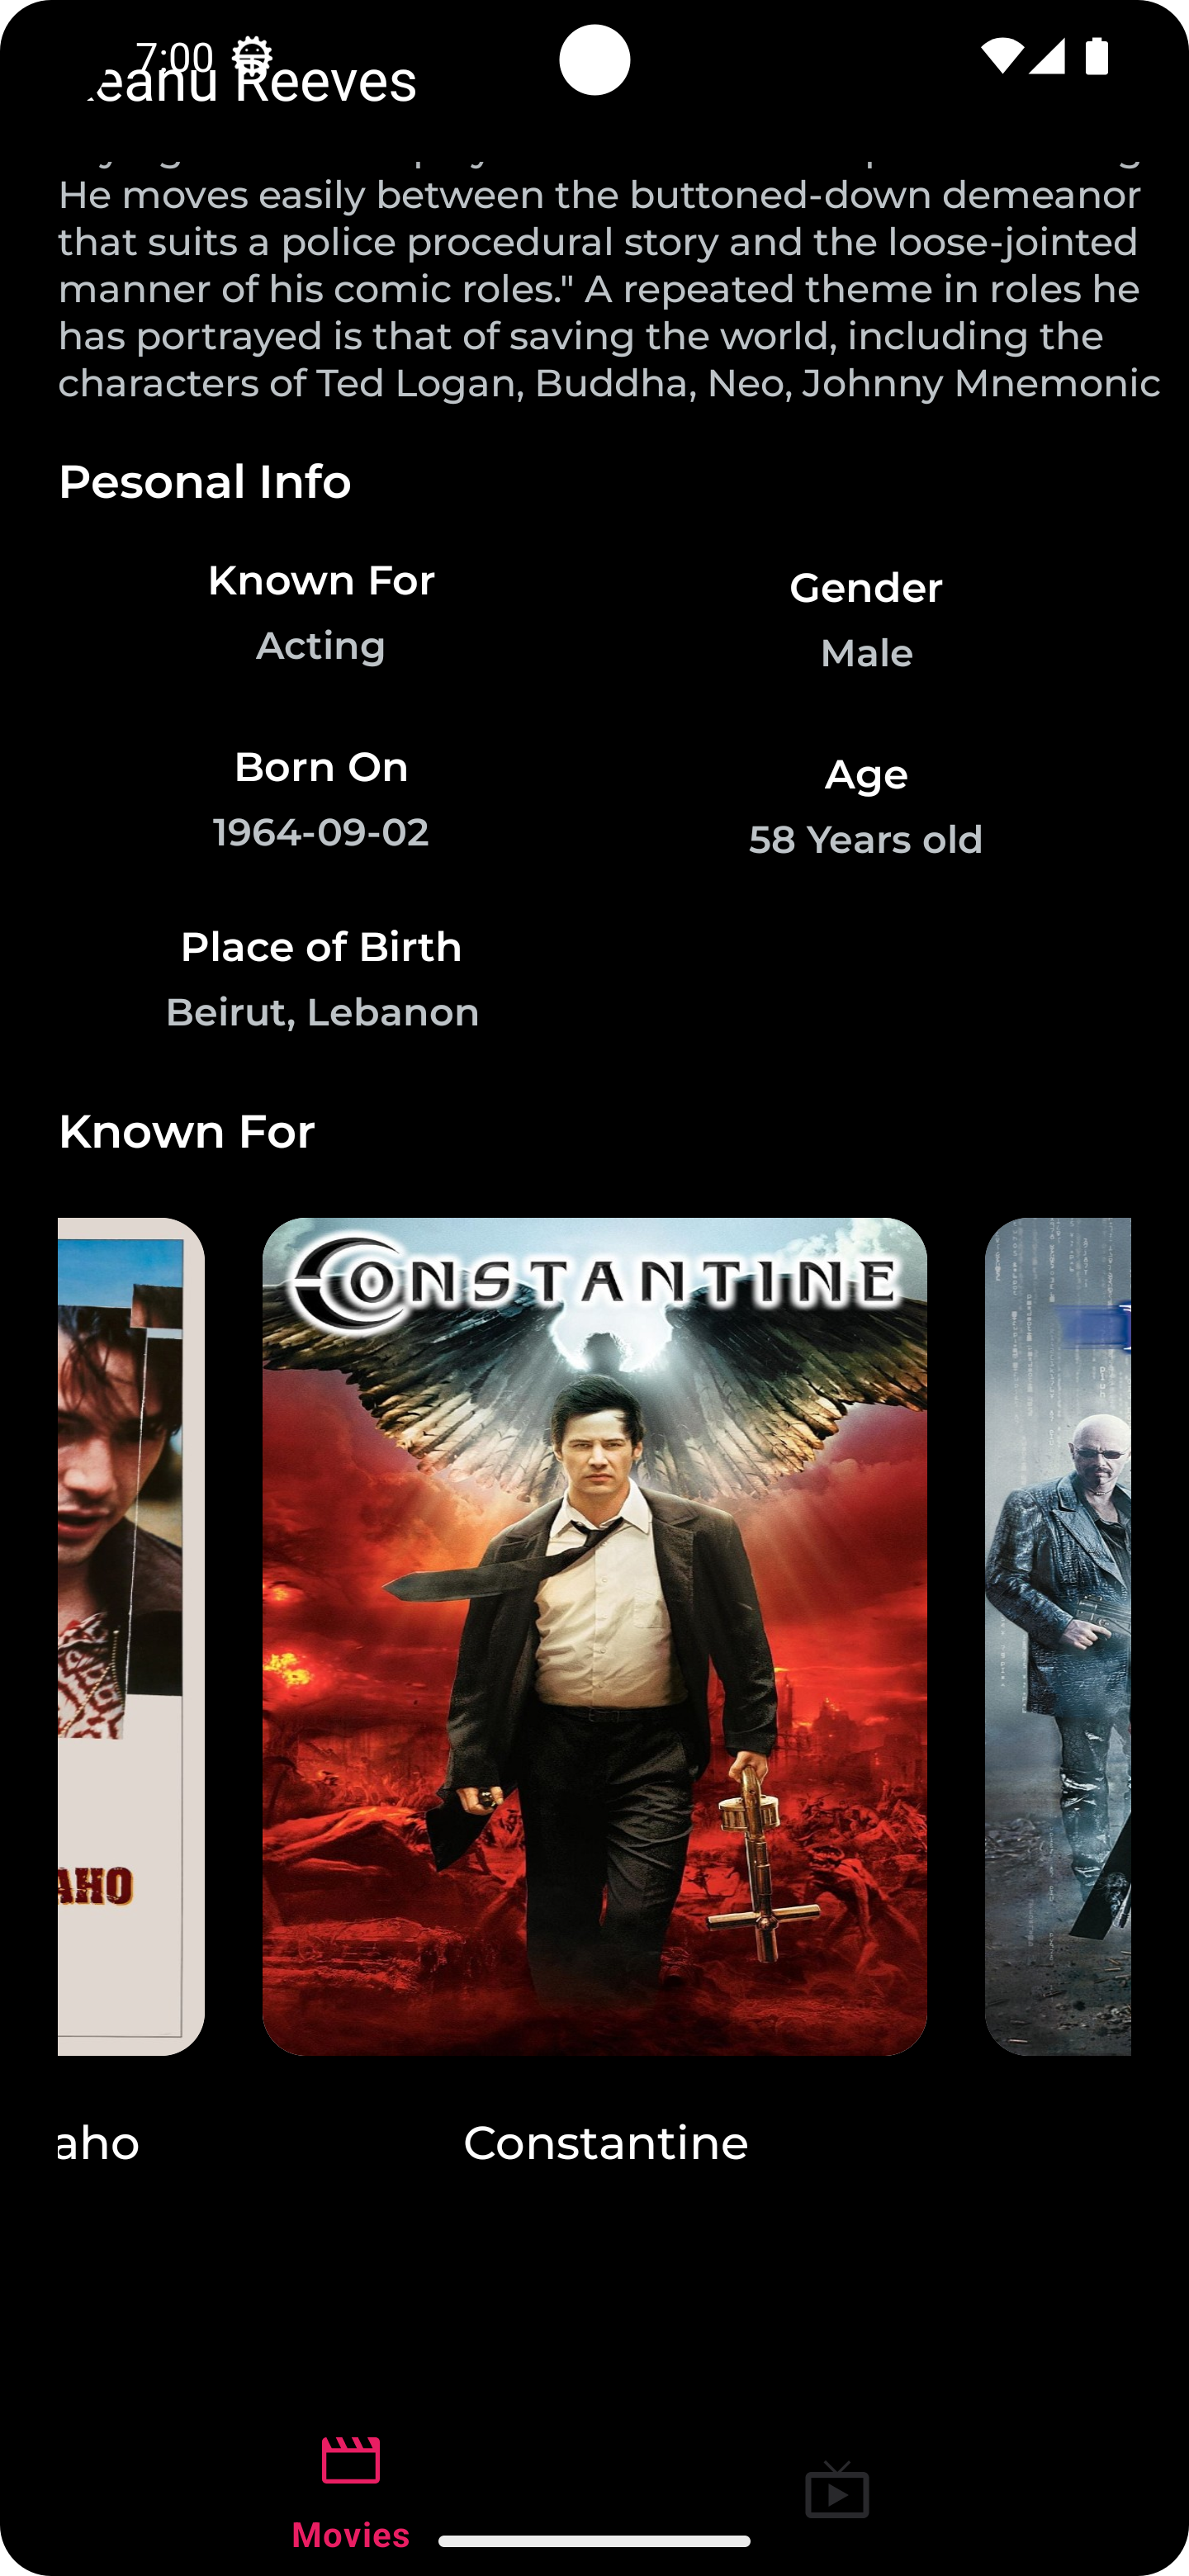 7:00
eanu Reeves
He moves easily between the buttoned-down demeanor
that suits a police procedural story and the loose-jointed
manner of his comic roles." A repeated theme in roles he
has portrayed is that of saving the world, including the
characters of Ted Logan, Buddha, Neo, Johnny Mnemonic
Pesonal Info
Known For
Acting
Gender
Male
Born On
1964-09-02
Age
58 Years old
Place of Birth
Beirut, Lebanon
Known For
CONSTANTINE
AHO
aho
Constantine
Movies